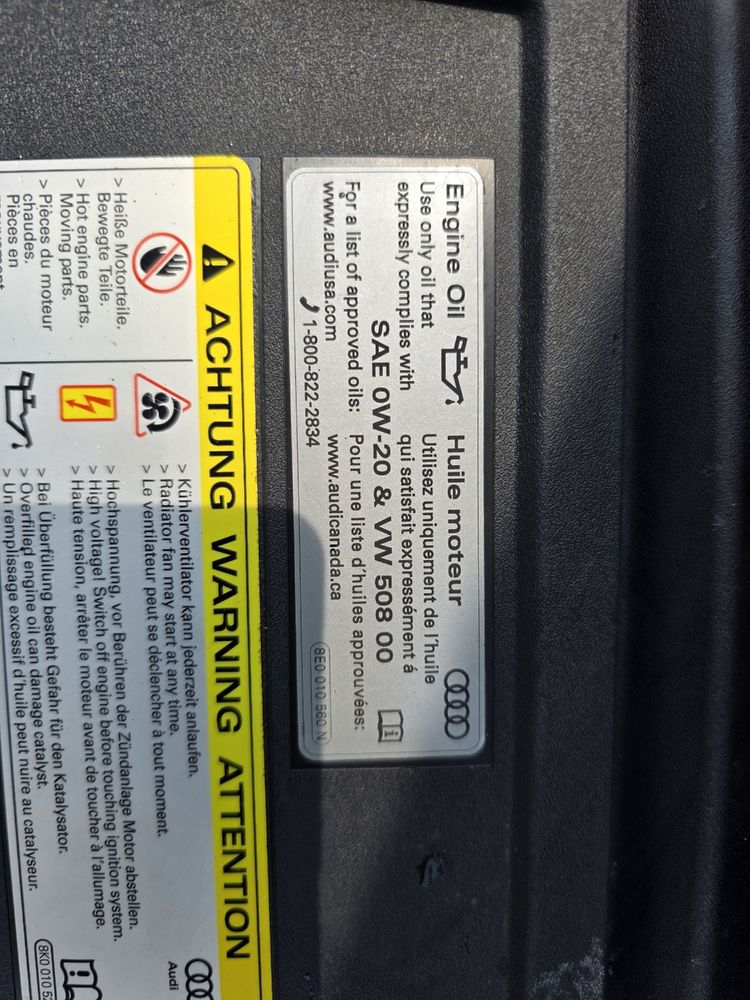 Engine Oil
Use only oil that
expressly complies with
Huile moteur
Utilisez uniquement de l'huile
qui satisfait expressément á
SAE 0W-20 & VW 508 00
For a list of approved oils:
www.audiusa.com
Pour une liste d'huiles approuvées:
www.audicanada.ca
1-800-822-2834
8E0 010 560 N
ACHTUNG WARNING ATTENTION
> Heiße Motorteile.
Bewegte Teile.
> Hot engine parts.
Moving parts.
> Pièces du moteur
chaudes.
Pièces en
> Kühlerventilator kann jederzeit anlaufen.
> Radiator fan may start at any time.
> Le ventilateur peut se déclencher à tout moment.
> Hochspannung, vor Berühren der Zündanlage Motor abstellen.
> High voltage! Switch off engine before touching ignition system.
> Haute tension, arrêter le moteur avant de toucher à l'allumage.
> Bei Überfüllung besteht Gefahr für den Katalysator.
> Overfilled engine oil can damage catalyst.
> Un remplissage excessif d'huile peut nuire au catalyseur.
Audi
8K0 010